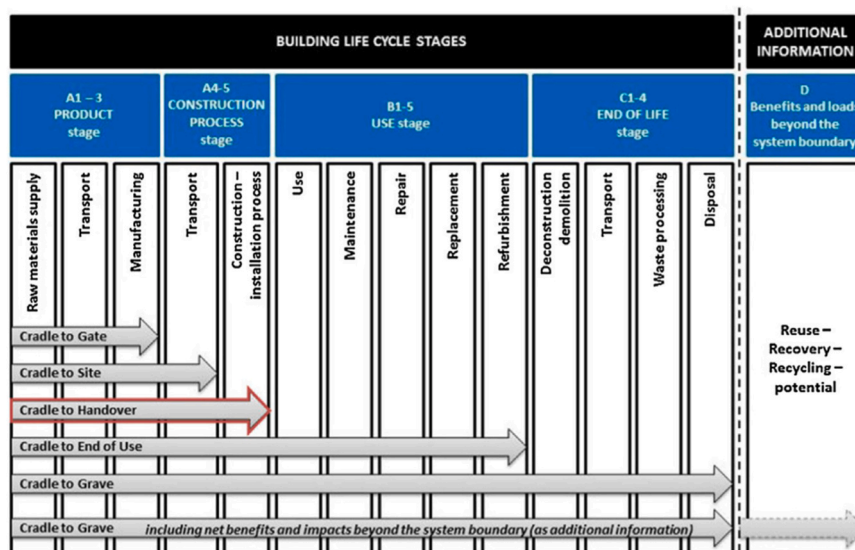 BUILDING LIFE CYCLE STAGES
ADDITIONAL
INFORMATION
A1 – 3
PRODUCT
stage
A4-5
CONSTRUCTION
PROCESS
stage
B1-5
USE stage
C1-4
END OF LIFE
stage
D
Benefits and loads
beyond the
system boundary
Raw materials supply
Transport
Manufacturing
Transport
Construction –
installation process
Use
Maintenance
Repair
Replacement
Refurbishment
Deconstruction
demolition
Transport
Waste processing
Disposal
Reuse –
Recovery –
Recycling –
potential
Cradle to Gate
Cradle to Site
Cradle to Handover
Cradle to End of Use
Cradle to Grave
Cradle to Grave including net benefits and impacts beyond the system boundary (as additional information)